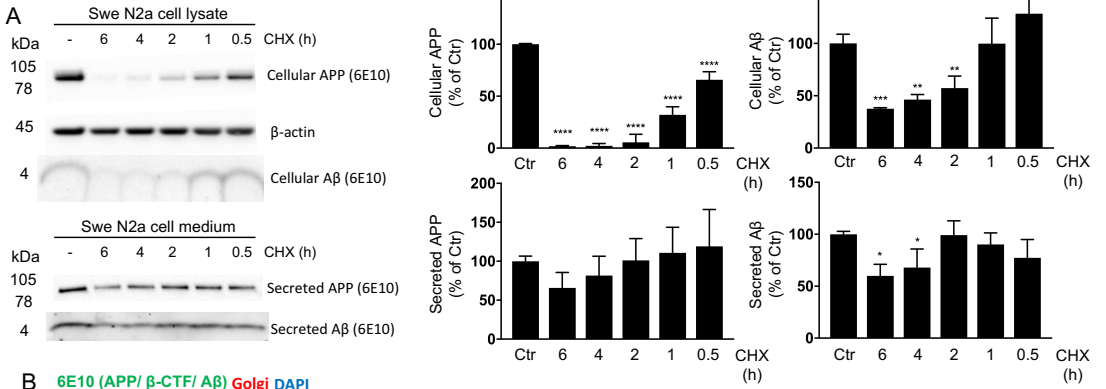 A
Swe N2a cell lysate
kDa - 6 4 2 1 0.5 CHX (h)
105
78
Cellular APP (6E10)
45
β-actin
4
Cellular Aβ (6E10)
Swe N2a cell medium
kDa - 6 4 2 1 0.5 CHX (h)
105
78
Secreted APP (6E10)
4
Secreted Aβ (6E10)
Cellular APP
(% of Ctr)
100
50
0
**** **** **** **** ****
Ctr 6 4 2 1 0.5 CHX
(h)
Cellular Aβ
(% of Ctr)
100
50
0
*** ** **
Ctr 6 4 2 1 0.5 CHX
(h)
Secreted APP
(% of Ctr)
200
150
100
50
0
Ctr 6 4 2 1 0.5 CHX
(h)
Secreted Aβ
(% of Ctr)
150
100
50
0
* *
Ctr 6 4 2 1 0.5 CHX
(h)
B 6E10 (APP/ β-CTF/ Aβ) Golgi DAPI